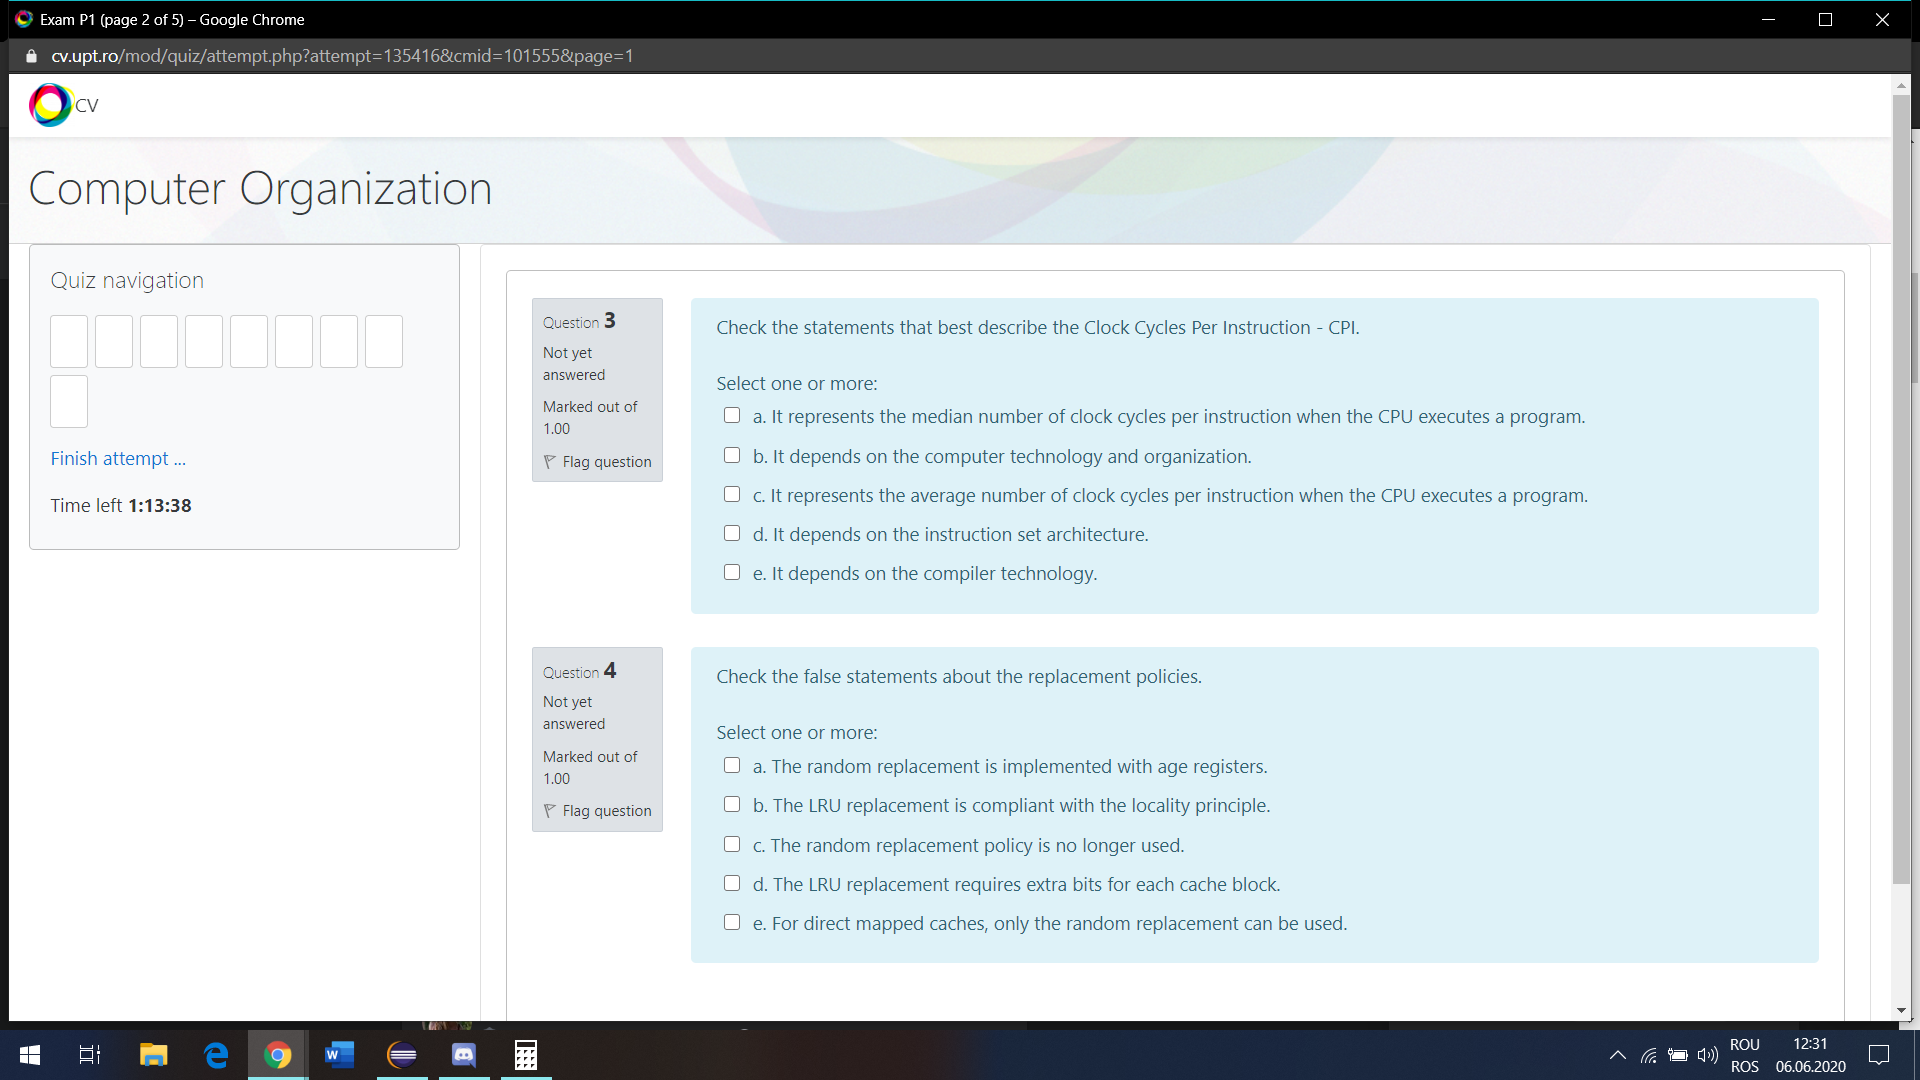 Exam P1 (page 2 of 5) – Google Chrome
cv.upt.ro/mod/quiz/attempt.php?attempt=135416&cmid=101555&page=1
CV
Computer Organization
Quiz navigation
Finish attempt ...
Time left 1:13:38
Question 3
Not yet
answered
Marked out of
1.00
Flag question
Check the statements that best describe the Clock Cycles Per Instruction - CPI.
Select one or more:
a. It represents the median number of clock cycles per instruction when the CPU executes a program.
b. It depends on the computer technology and organization.
c. It represents the average number of clock cycles per instruction when the CPU executes a program.
d. It depends on the instruction set architecture.
e. It depends on the compiler technology.
Question 4
Not yet
answered
Marked out of
1.00
Flag question
Check the false statements about the replacement policies.
Select one or more:
a. The random replacement is implemented with age registers.
b. The LRU replacement is compliant with the locality principle.
c. The random replacement policy is no longer used.
d. The LRU replacement requires extra bits for each cache block.
e. For direct mapped caches, only the random replacement can be used.
ROU
ROS
12:31
06.06.2020